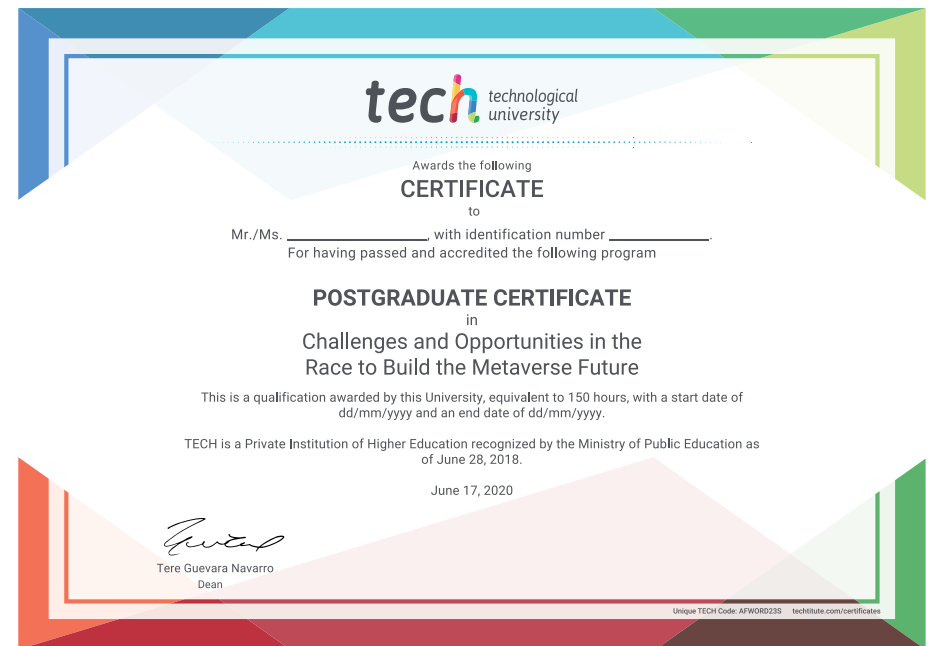 tech technological
university
Awards the following
CERTIFICATE
to
Mr./Ms. ____________________, with identification number ______________.
For having passed and accredited the following program
POSTGRADUATE CERTIFICATE
in
Challenges and Opportunities in the
Race to Build the Metaverse Future
This is a qualification awarded by this University, equivalent to 150 hours, with a start date of
dd/mm/yyyy and an end date of dd/mm/yyyy.
TECH is a Private Institution of Higher Education recognized by the Ministry of Public Education as
of June 28, 2018.
June 17, 2020
Tere Guevara Navarro
Dean
Unique TECH Code: AFWORD23S techtitute.com/certificates